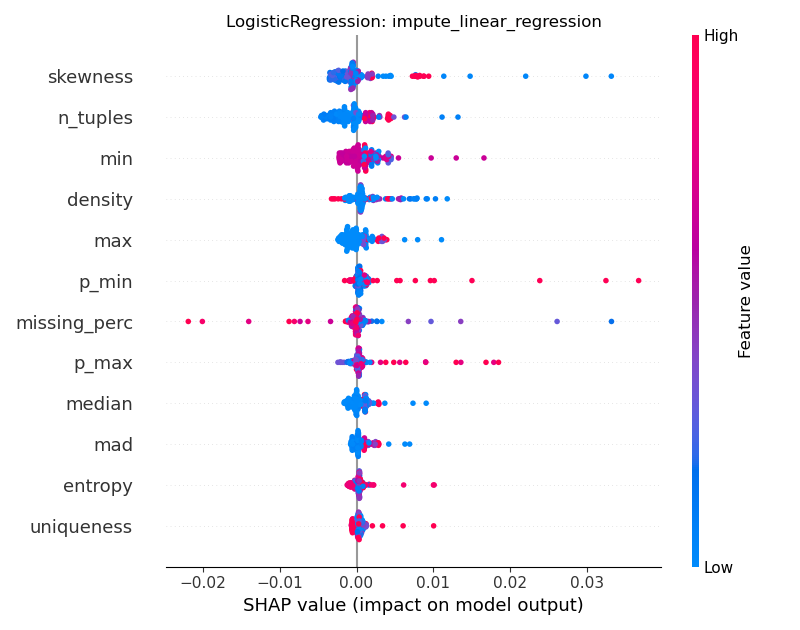 LogisticRegression: impute_linear_regression
High
skewness
n_tuples
min
density
max
p_min
missing_perc
p_max
median
mad
entropy
uniqueness
Feature value
Low
−0.02 −0.01 0.00 0.01 0.02 0.03
SHAP value (impact on model output)